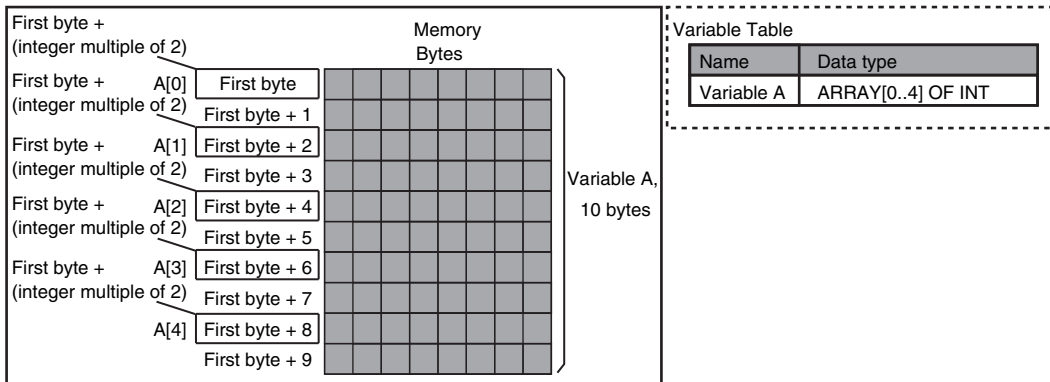 First byte +
(integer multiple of 2)
Memory
Bytes
First byte +
(integer multiple of 2)
A[0] First byte
First byte + 1
First byte +
(integer multiple of 2)
A[1] First byte + 2
First byte + 3
First byte +
(integer multiple of 2)
A[2] First byte + 4
First byte + 5
First byte +
(integer multiple of 2)
A[3] First byte + 6
First byte + 7
A[4] First byte + 8
First byte + 9
Variable A,
10 bytes
Variable Table
Name Data type
Variable A ARRAY[0..4] OF INT